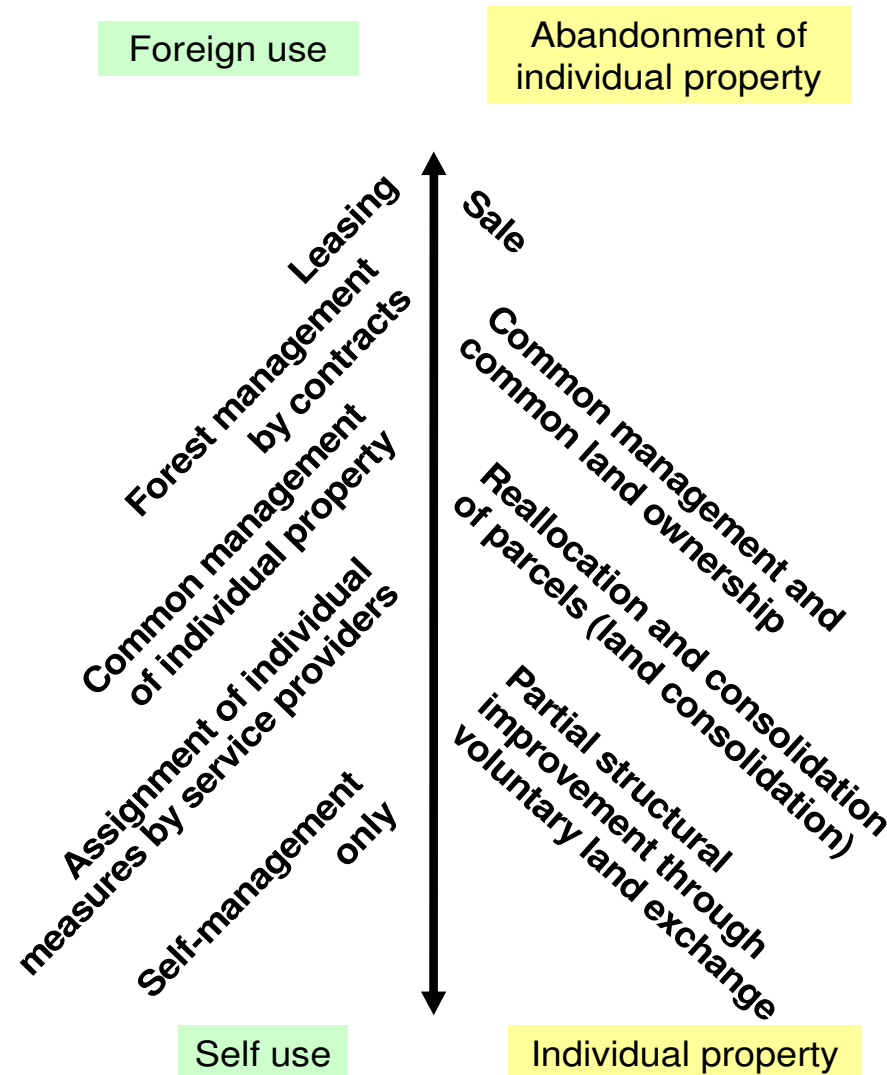 Foreign use
Abandonment of
individual property
Leasing
Forest management
by contracts
Common management
of individual property
Assignment of individual
measures by service providers
Self-management
only
Sale
Common management and
common land ownership
Reallocation and consolidation
of parcels (land consolidation)
Partial structural
improvement through
voluntary land exchange
Self use
Individual property